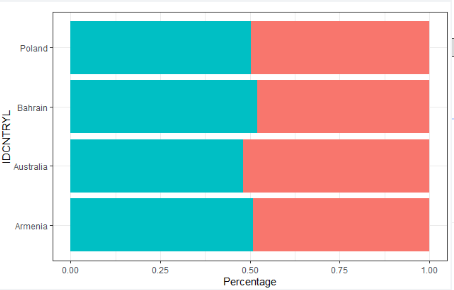 Poland
Bahrain
Australia
Armenia
IDCNTRYL
0.00 0.25 0.50 0.75 1.00
Percentage